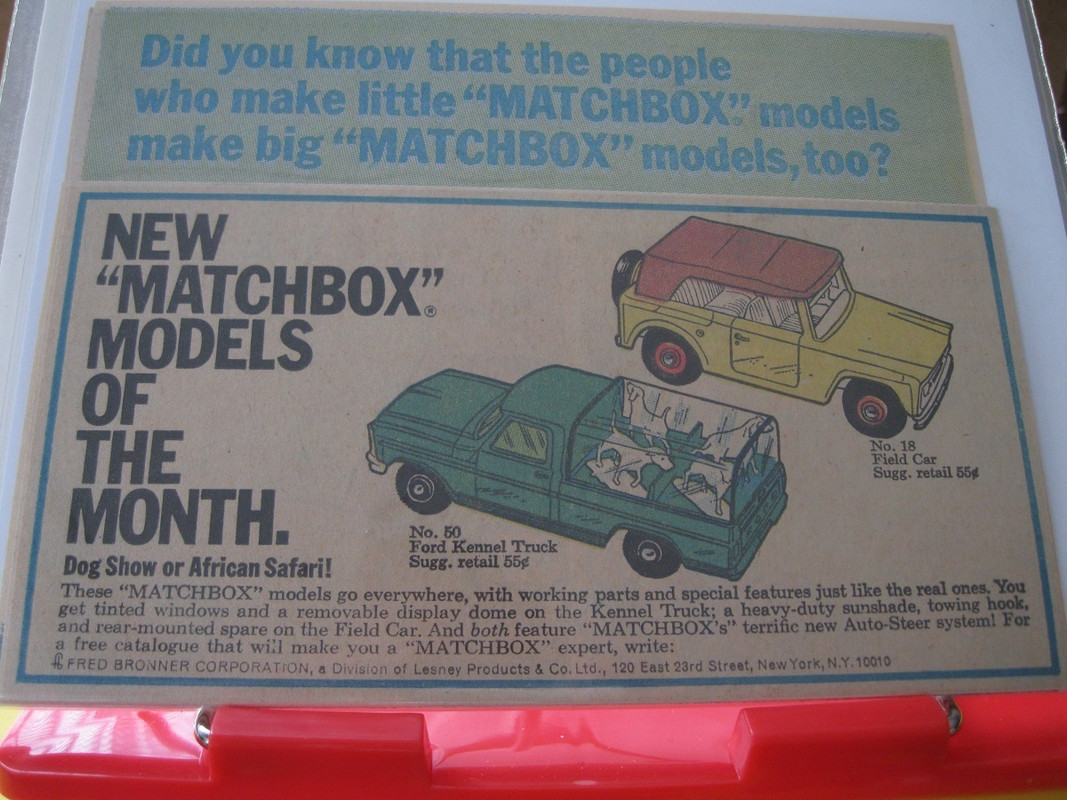 Did you know that the people
who make little “MATCHBOX”® models
make big “MATCHBOX” models, too?
NEW
“MATCHBOX”®
MODELS
OF
THE
MONTH.
No. 18
Field Car
Sugg. retail 55¢
No. 50
Ford Kennel Truck
Sugg. retail 55¢
Dog Show or African Safari!
These “MATCHBOX” models go everywhere, with working parts and special features just like the real ones. You
get tinted windows and a removable display dome on the Kennel Truck; a heavy-duty sunshade, towing hook,
and rear-mounted spare on the Field Car. And both feature “MATCHBOX’s” terrific new Auto-Steer system! For
a free catalogue that will make you a “MATCHBOX” expert, write:
FRED BRONNER CORPORATION, a Division of Lesney Products & Co. Ltd., 120 East 23rd Street, New York, N.Y. 10010